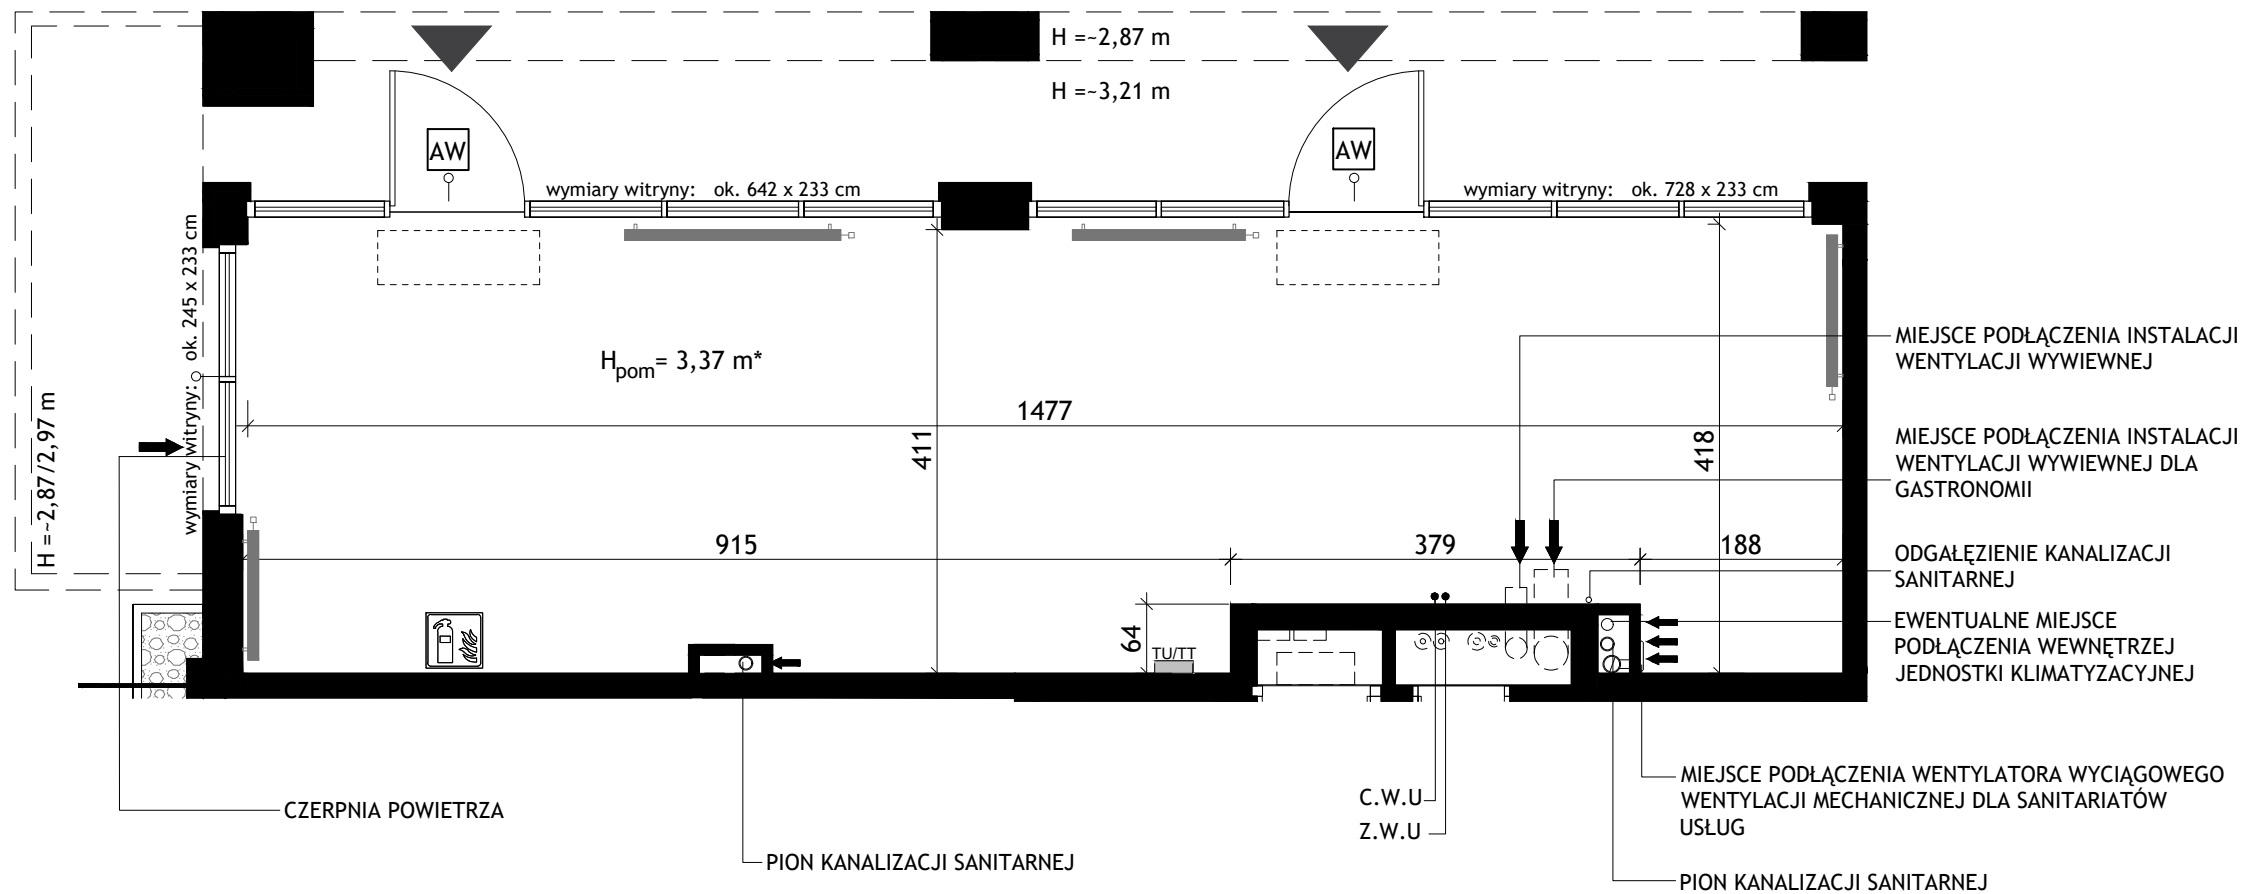 H =~2,87 m
H =~3,21 m
AW
AW
wymiary witryny: ok. 642 x 233 cm
wymiary witryny: ok. 728 x 233 cm
wymiary witryny: ok. 245 x 233 cm
H =~2,87/2,97 m
Hpom= 3,37 m*
1477
411
418
915
379
188
64
TU/TT
MIEJSCE PODŁĄCZENIA INSTALACJI
WENTYLACJI WYWIEWNEJ
MIEJSCE PODŁĄCZENIA INSTALACJI
WENTYLACJI WYWIEWNEJ DLA
GASTRONOMII
ODGAŁĘZIENIE KANALIZACJI
SANITARNEJ
EWENTUALNE MIEJSCE
PODŁĄCZENIA WEWNĘTRZEJ
JEDNOSTKI KLIMATYZACYJNEJ
MIEJSCE PODŁĄCZENIA WENTYLATORA WYCIĄGOWEGO
WENTYLACJI MECHANICZNEJ DLA SANITARIATÓW
USŁUG
C.W.U
Z.W.U
CZERPNIA POWIETRZA
PION KANALIZACJI SANITARNEJ
PION KANALIZACJI SANITARNEJ